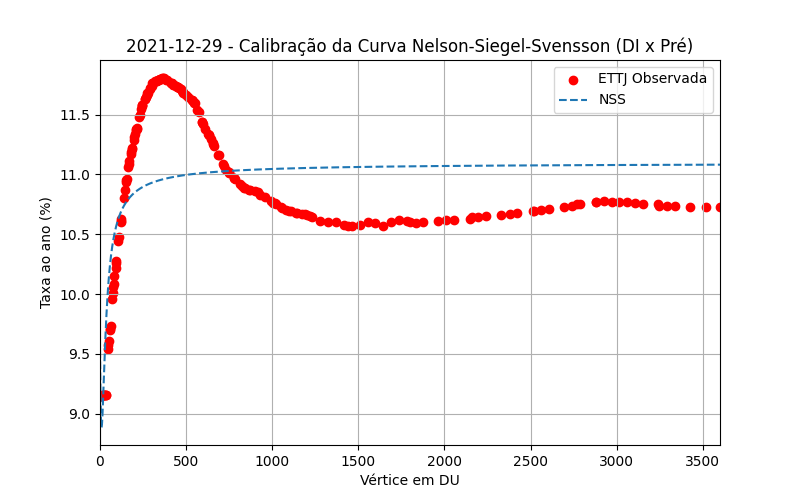 2021-12-29 - Calibração da Curva Nelson-Siegel-Svensson (DI x Pré)
ETTJ Observada
NSS
Taxa ao ano (%)
11.5
11.0
10.5
10.0
9.5
9.0
0 500 1000 1500 2000 2500 3000 3500
Vértice em DU